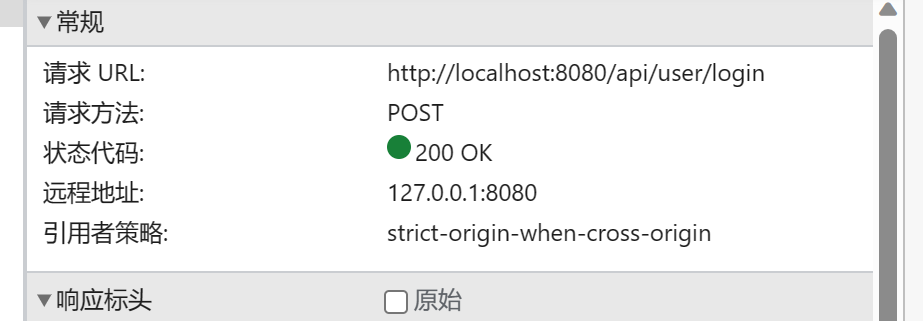 常规
请求 URL: http://localhost:8080/api/user/login
请求方法: POST
状态代码: 200 OK
远程地址: 127.0.0.1:8080
引用者策略: strict-origin-when-cross-origin
响应标头 原始